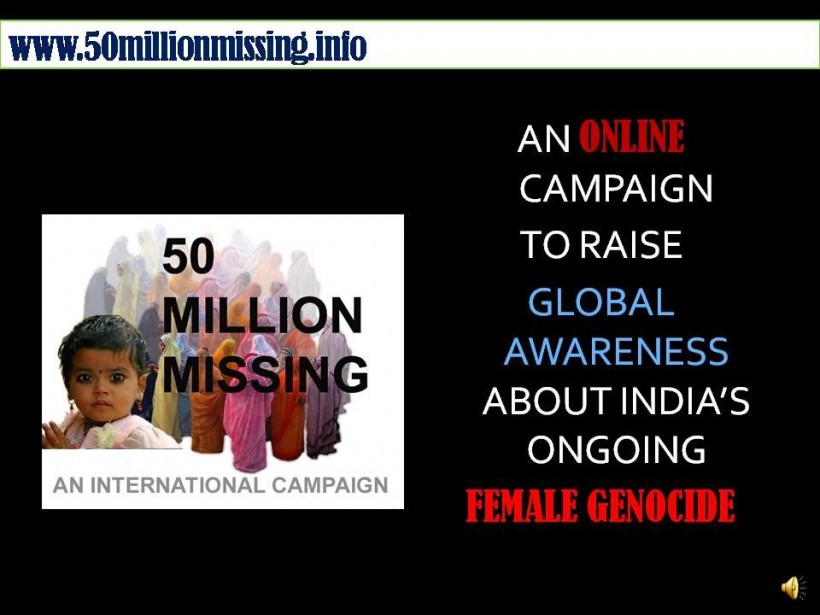 www.50millionmissing.info
50
MILLION
MISSING
AN INTERNATIONAL CAMPAIGN
AN ONLINE
CAMPAIGN
TO RAISE
GLOBAL
AWARENESS
ABOUT INDIA’S
ONGOING
FEMALE GENOCIDE